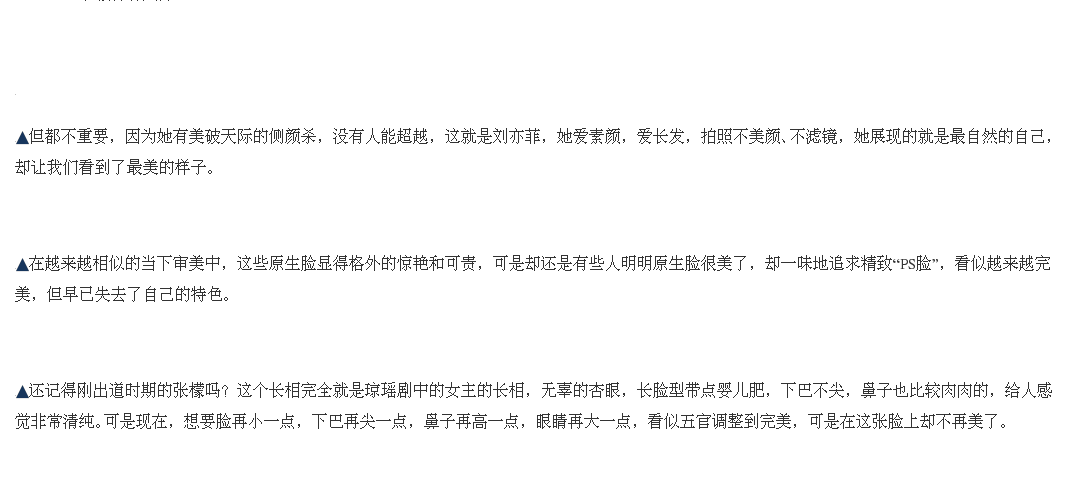 ▲但都不重要，因为她有美破天际的侧颜杀，没有人能超越，这就是刘亦菲，她爱素颜，爱长发，拍照不美颜、不滤镜，她展现的就是最自然的自己，
却让我们看到了最美的样子。
▲在越来越相似的当下审美中，这些原生脸显得格外的惊艳和可贵，可是却还是有些人明明原生脸很美了，却一味地追求精致“PS脸”，看似越来越完
美，但早已失去了自己的特色。
▲还记得刚出道时期的张檬吗？这个长相完全就是琼瑶剧中的女主的长相，无辜的杏眼，长脸型带点婴儿肥，下巴不尖，鼻子也比较肉肉的，给人感
觉非常清纯。可是现在，想要脸再小一点，下巴再尖一点，鼻子再高一点，眼睛再大一点，看似五官调整到完美，可是在这张脸上却不再美了。